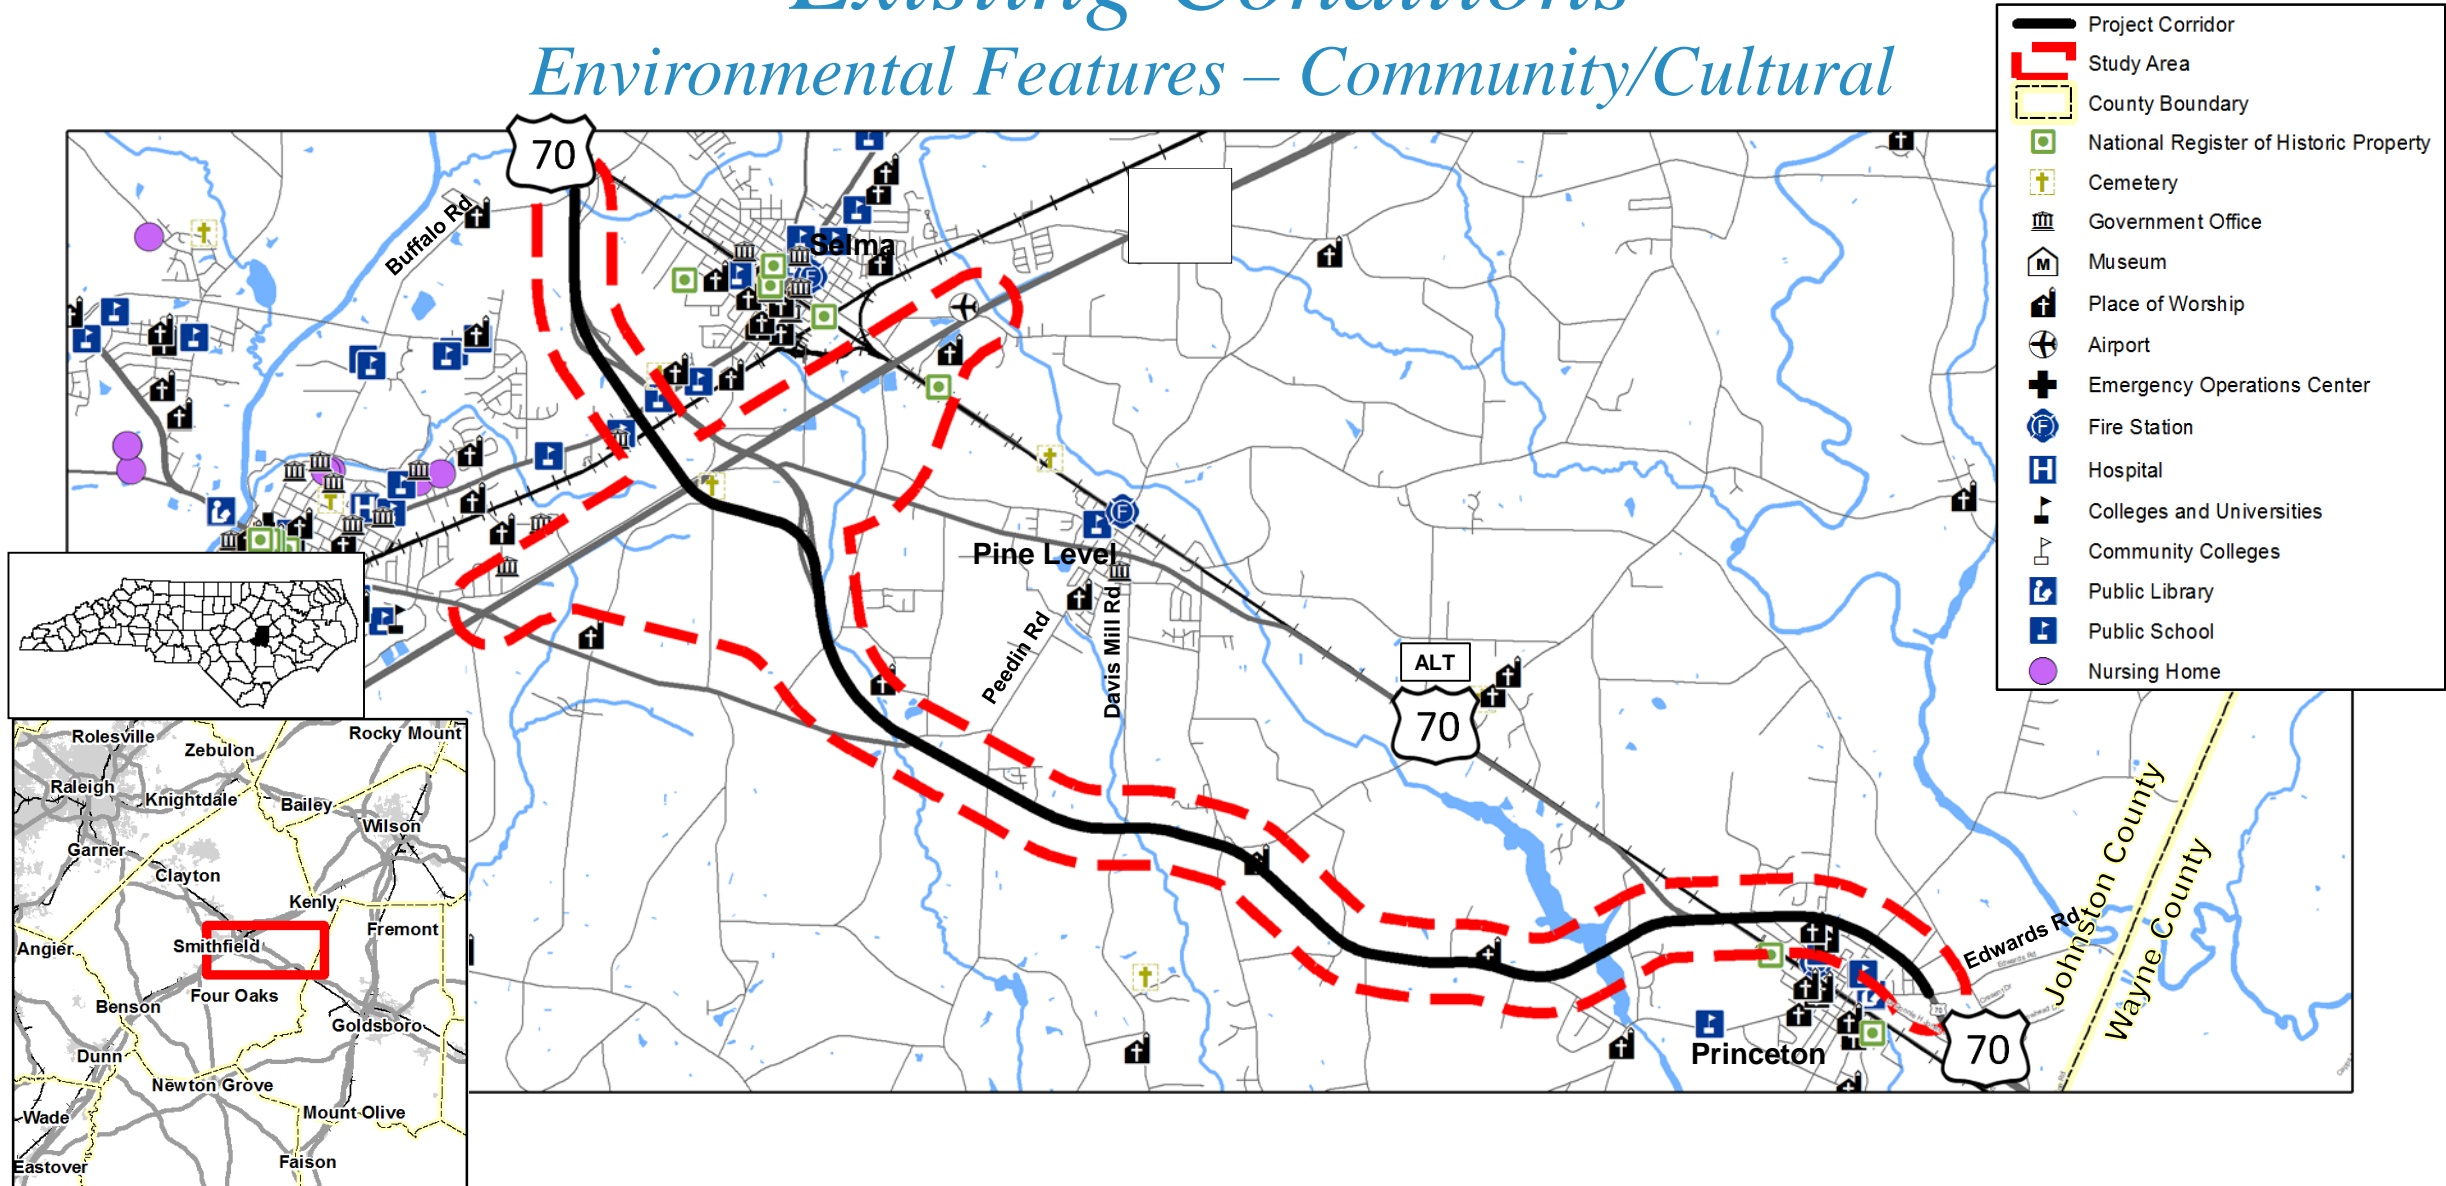 Existing Conditions
Environmental Features – Community/Cultural
Project Corridor
Study Area
County Boundary
National Register of Historic Property
Cemetery
Government Office
M
Museum
Place of Worship
Airport
Emergency Operations Center
F
Fire Station
H
Hospital
Colleges and Universities
Community Colleges
Public Library
Public School
Nursing Home
70
Buffalo Rd
Selma
Pine Level
Peedin Rd
Davis Mill Rd
ALT
70
Princeton
Edwards Rd
Edwards Rd
70
Johnston County
Wayne County
Rolesville
Zebulon
Rocky Mount
Raleigh
Knightdale
Bailey
Wilson
Garner
Clayton
Kenly
Fremont
Smithfield
Angier
Four Oaks
Benson
Goldsboro
Dunn
Newton Grove
Mount Olive
Wade
Faison
Eastover